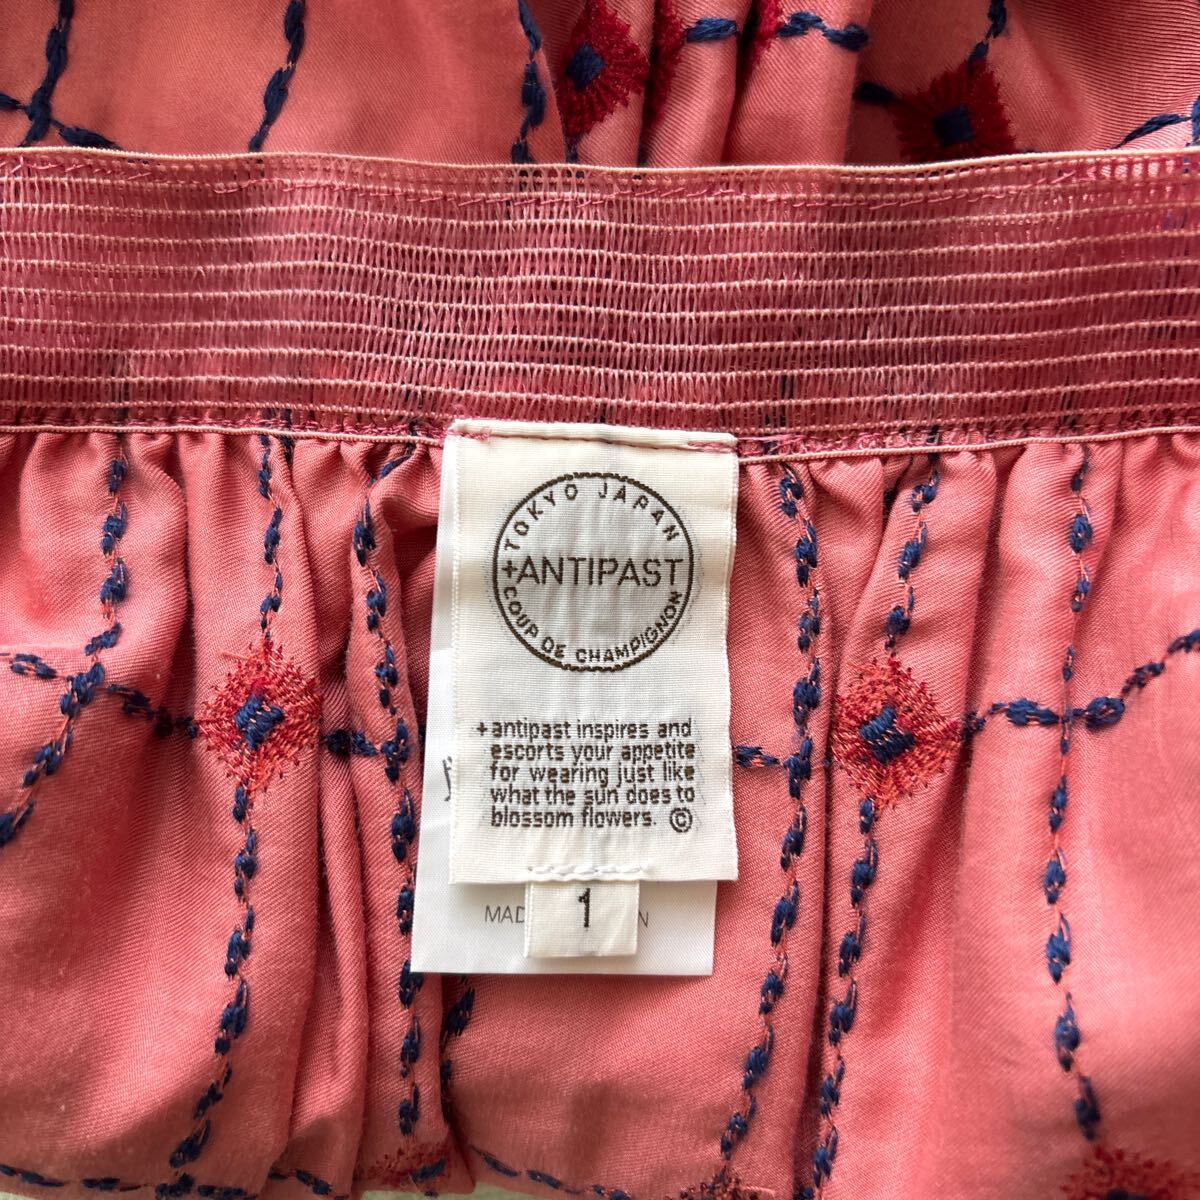 + TOKYO JAPAN
+ANTIPAST
COUP DE CHAMPIGNON
+antipast inspires and
escorts your appetite
for wearing just like
what the sun does to
blossom flowers. ©
1